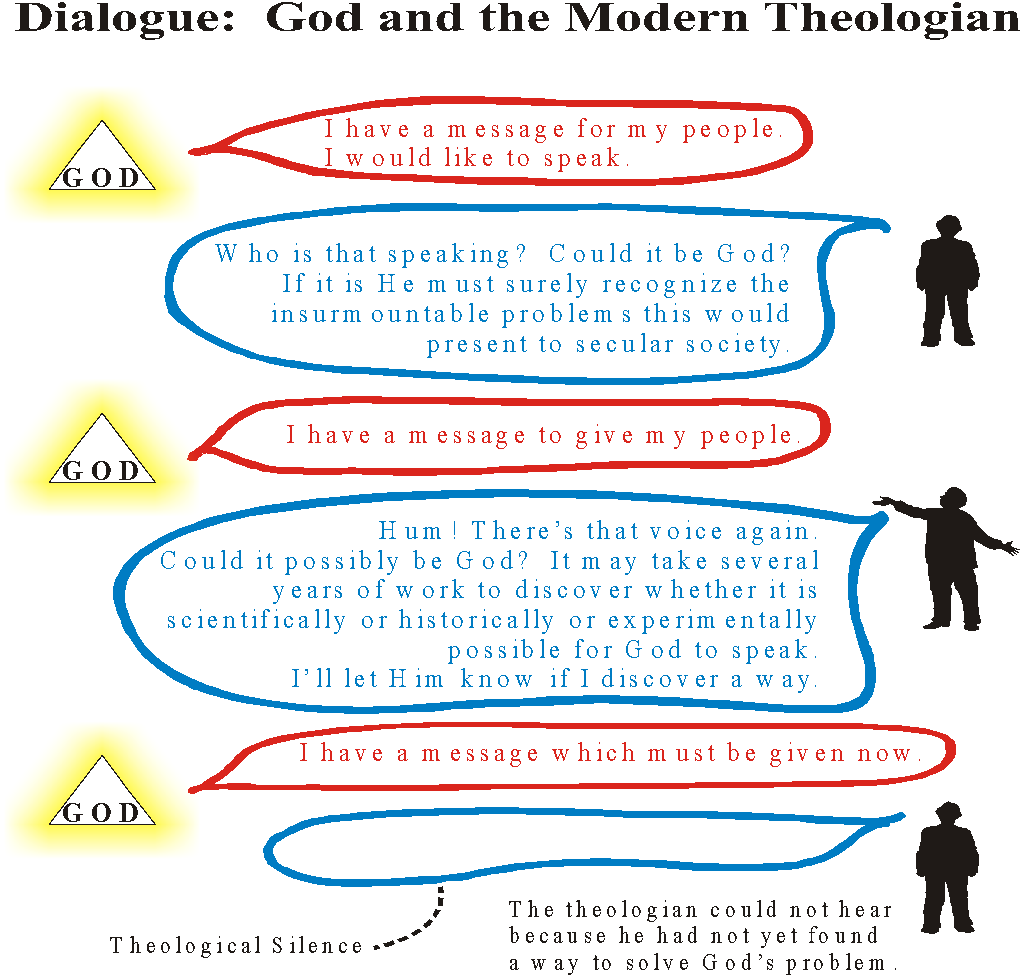 Dialogue: God and the Modern Theologian
GOD
I have a message for my people.
I would like to speak.
Who is that speaking? Could it be God?
If it is He must surely recognize the
insurmountable problems this would
present to secular society.
GOD
I have a message to give my people.
Hum! There's that voice again.
Could it possibly be God? It may take several
years of work to discover whether it is
scientifically or historically or experimentally
possible for God to speak.
I'll let Him know if I discover a way.
GOD
I have a message which must be given now.
Theological Silence
The theologian could not hear
because he had not yet found
a way to solve God's problem.